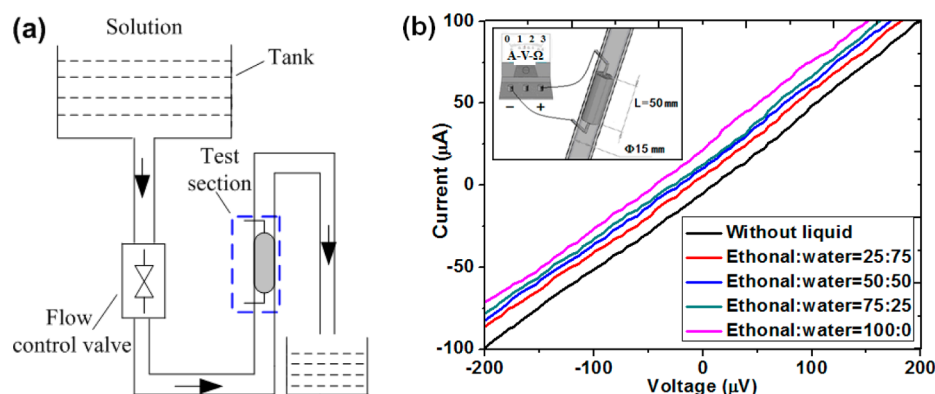 (a)
Solution
Tank
Test
section
Flow
control valve
(b)
Current (µA)
100
50
0
-50
-100
-200
-100
0
100
200
Voltage (µV)
0 1 2 3
A-V-Ω
− +
L=50mm
Φ15 mm
Without liquid
Ethonal:water=25:75
Ethonal:water=50:50
Ethonal:water=75:25
Ethonal:water=100:0